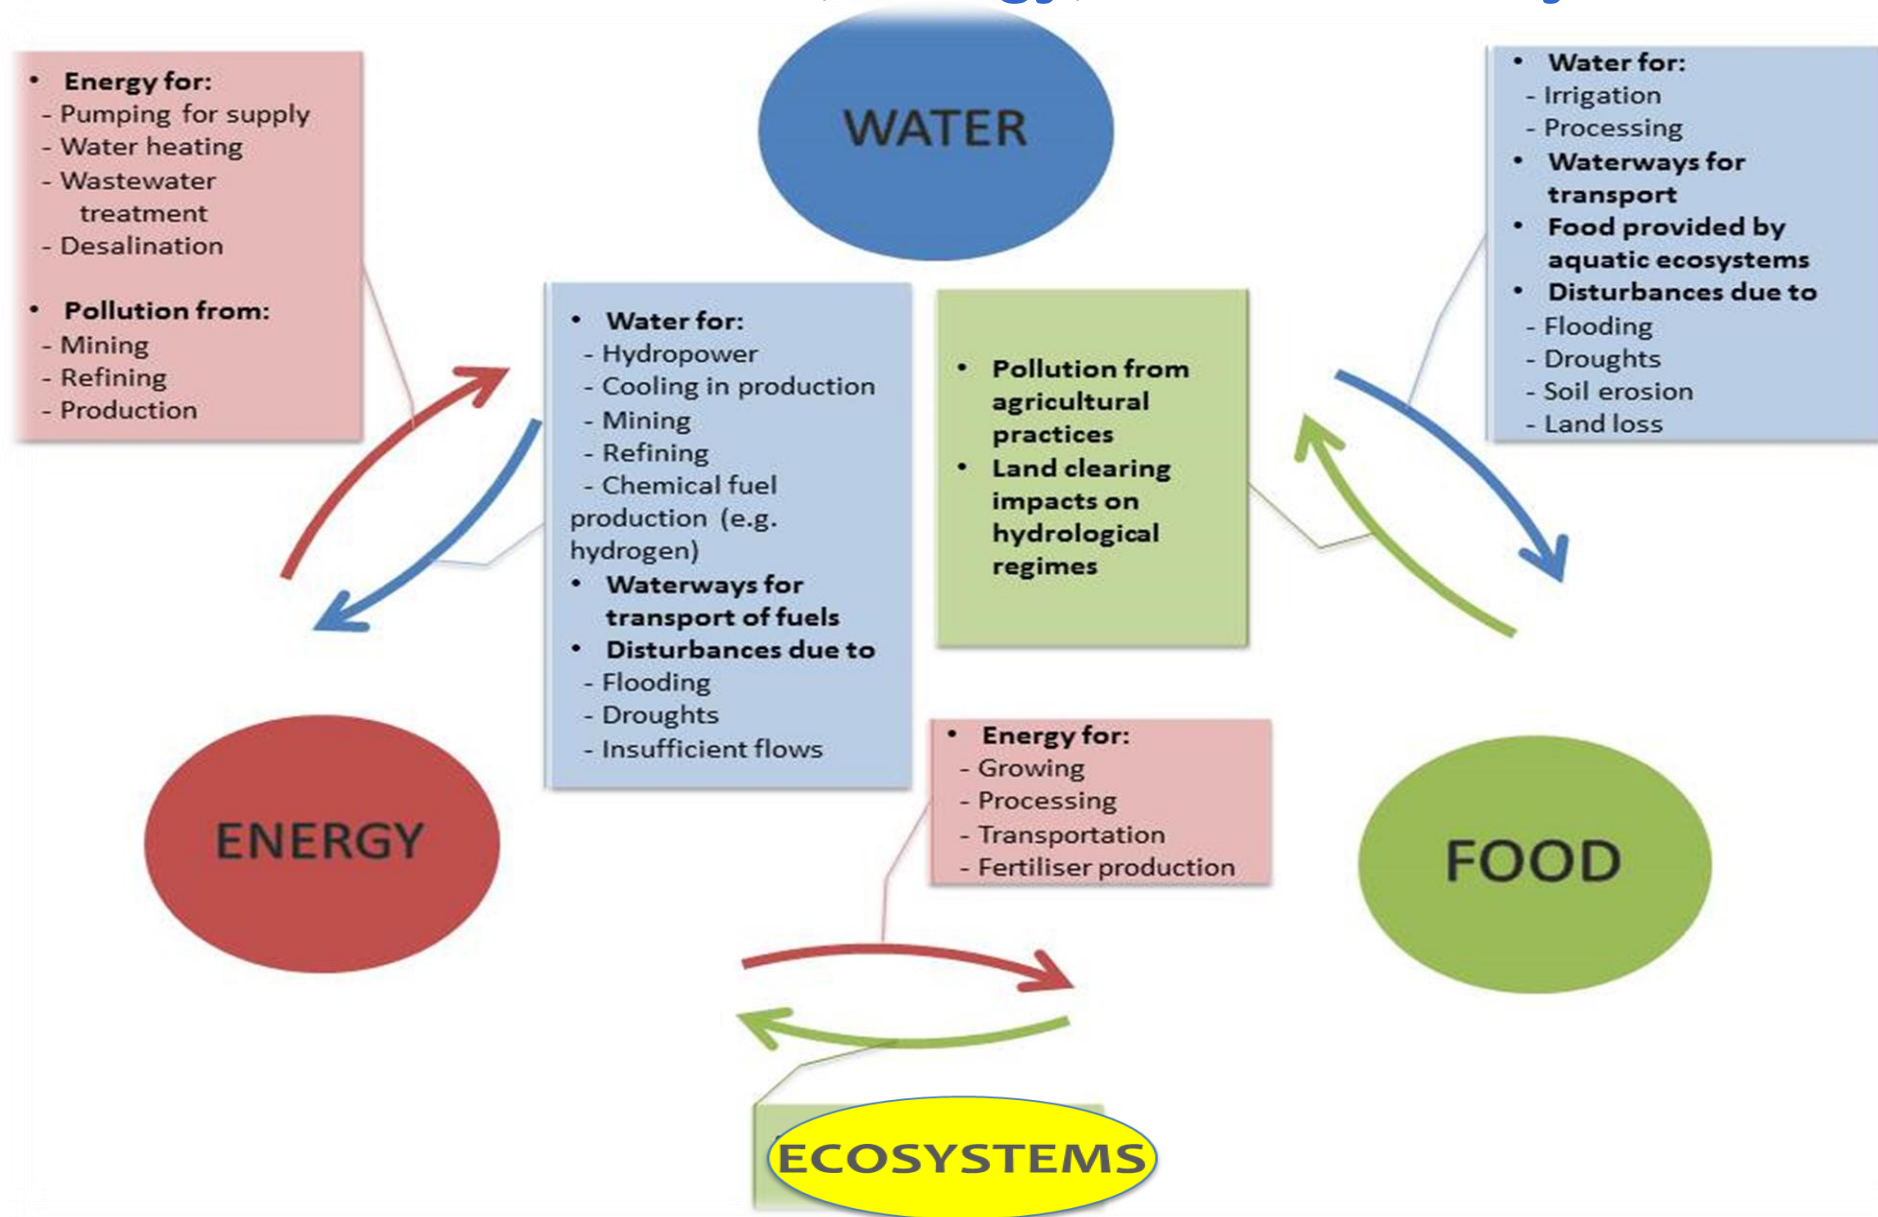 WATER
• Energy for:
- Pumping for supply
- Water heating
- Wastewater
treatment
- Desalination
• Pollution from:
- Mining
- Refining
- Production
• Water for:
- Hydropower
- Cooling in production
- Mining
- Refining
- Chemical fuel
production (e.g.
hydrogen)
• Waterways for
transport of fuels
• Disturbances due to
- Flooding
- Droughts
- Insufficient flows
• Pollution from
agricultural
practices
• Land clearing
impacts on
hydrological
regimes
• Water for:
- Irrigation
- Processing
• Waterways for
transport
• Food provided by
aquatic ecosystems
• Disturbances due to
- Flooding
- Droughts
- Soil erosion
- Land loss
ENERGY
• Energy for:
- Growing
- Processing
- Transportation
- Fertiliser production
FOOD
ECOSYSTEMS